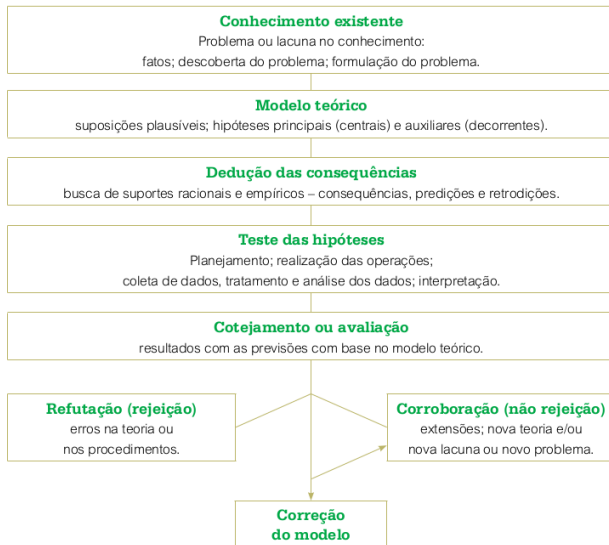 Conhecimento existente
Problema ou lacuna no conhecimento:
fatos; descoberta do problema; formulação do problema.
Modelo teórico
suposições plausíveis; hipóteses principais (centrais) e auxiliares (decorrentes).
Dedução das consequências
busca de suportes racionais e empíricos – consequências, predições e retrodições.
Teste das hipóteses
Planejamento; realização das operações;
coleta de dados, tratamento e análise dos dados; interpretação.
Cotejamento ou avaliação
resultados com as previsões com base no modelo teórico.
Refutação (rejeição)
erros na teoria ou
nos procedimentos.
Corroboração (não rejeição)
extensões; nova teoria e/ou
nova lacuna ou novo problema.
Correção
do modelo